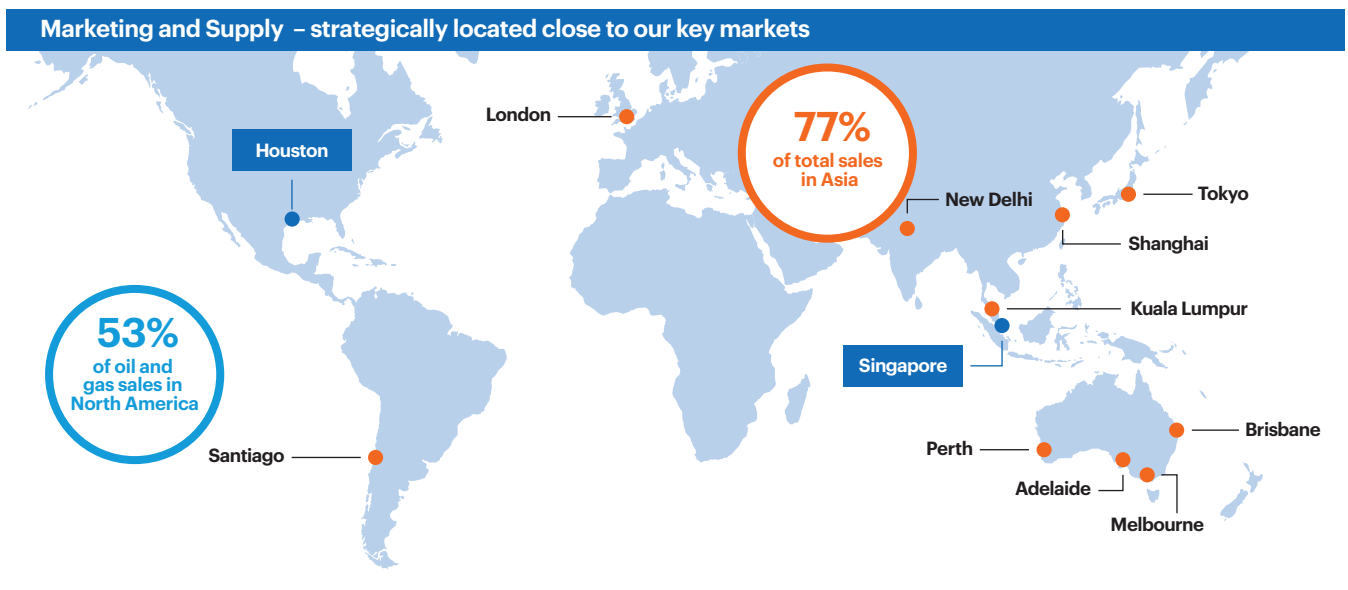 Marketing and Supply – strategically located close to our key markets
London
77%
of total sales
in Asia
Houston
New Delhi
Tokyo
Shanghai
53%
of oil and
gas sales in
North America
Kuala Lumpur
Singapore
Santiago
Perth
Brisbane
Adelaide
Melbourne